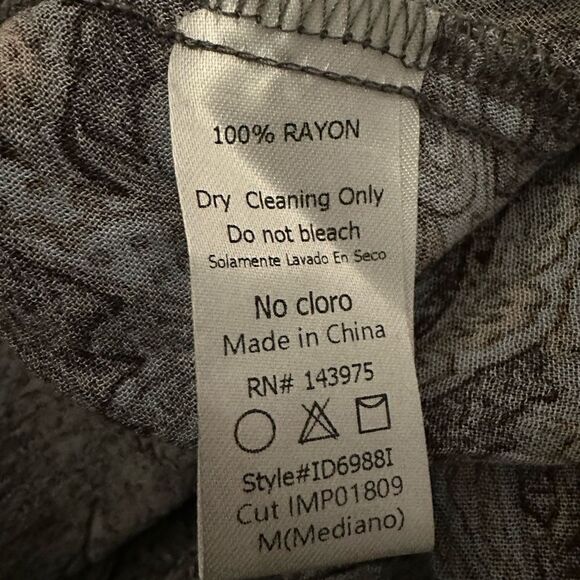 100% RAYON
Dry Cleaning Only
Do not bleach
Solamente Lavado En Seco
No cloro
Made in China
RN# 143975
Style#ID6988I
Cut IMP01809
M(Mediano)